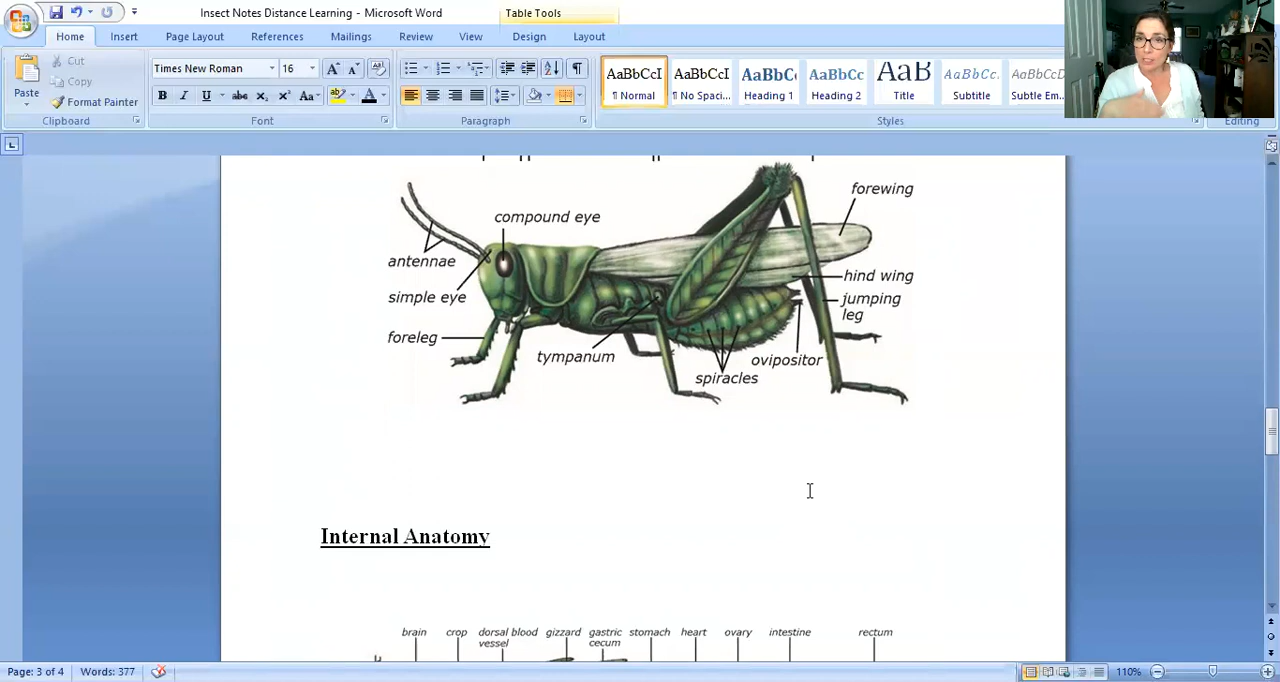 Insect Notes Distance Learning - Microsoft Word
Table Tools
Home Insert Page Layout References Mailings Review View Design Layout
Paste
Cut
Copy
Format Painter
Clipboard
Times New Roman 16
Font
Paragraph
AaBbCcI AaBbCcI AaBbC AaBbCc AaB AaBbCc. AaBbCcD
¶ Normal ¶ No Spaci... Heading 1 Heading 2 Title Subtitle Subtle Em...
Styles
Editing
forewing
compound eye
antennae
hind wing
simple eye
jumping
leg
foreleg
tympanum
ovipositor
spiracles
Internal Anatomy
brain crop dorsal blood vessel gizzard gastric cecum stomach heart ovary intestine rectum
Page: 3 of 4 Words: 377 110%